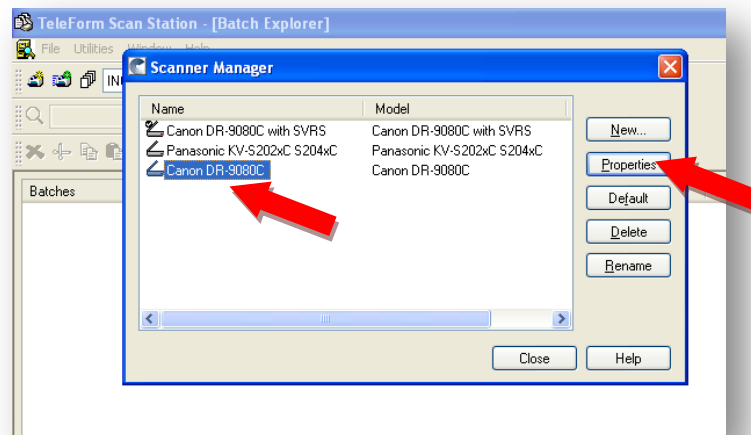 TeleForm Scan Station - [Batch Explorer]
File Utilities Window Help
Scanner Manager
Name Model
Canon DR-9080C with SVRS Canon DR-9080C with SVRS
Panasonic KV-S202xC S204xC Panasonic KV-S202xC S204xC
Canon DR-9080C Canon DR-9080C
New...
Properties
Default
Delete
Rename
Batches
Close Help